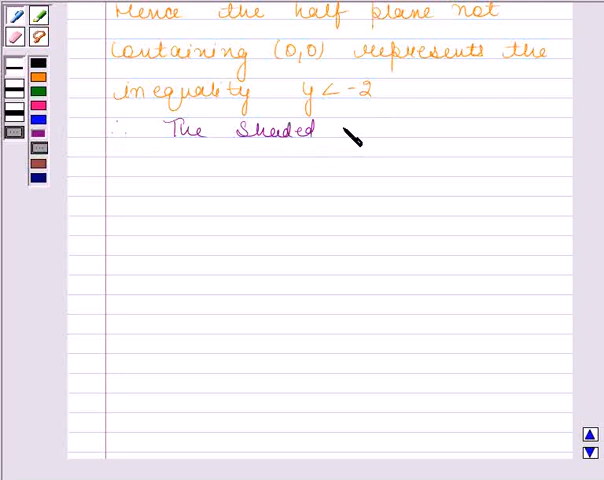 Hence the half plane not
containing (0,0) represents the
inequality y < -2
∴ The Shaded